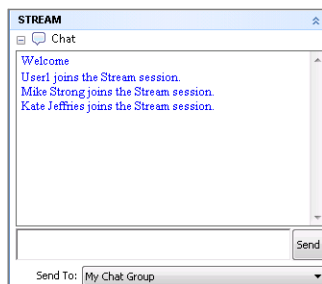 STREAM
Chat
Welcome
User1 joins the Stream session.
Mike Strong joins the Stream session.
Kate Jeffries joins the Stream session.
Send
Send To: My Chat Group